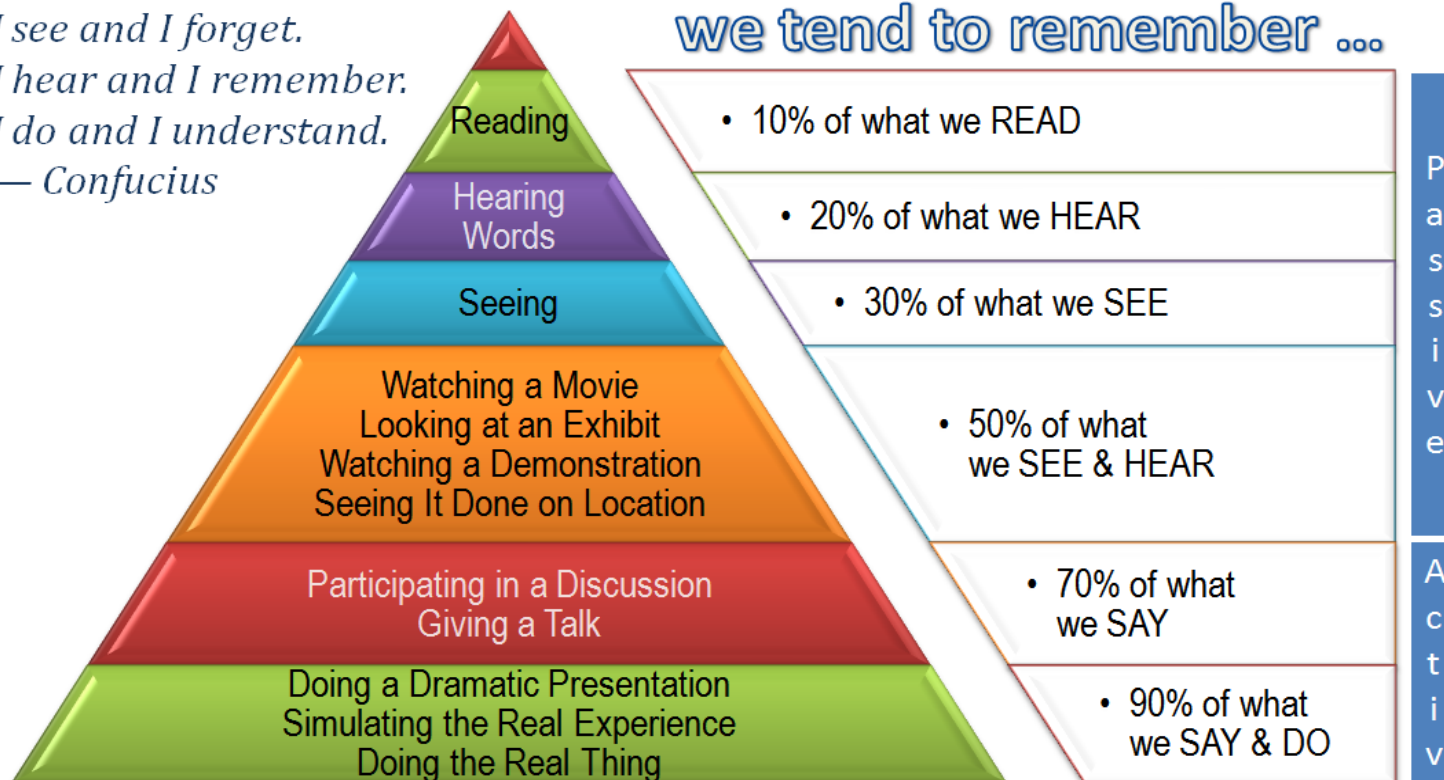 I see and I forget.
I hear and I remember.
I do and I understand.
— Confucius
we tend to remember ...
Reading
• 10% of what we READ
Hearing
Words
• 20% of what we HEAR
Seeing
• 30% of what we SEE
Watching a Movie
Looking at an Exhibit
Watching a Demonstration
Seeing It Done on Location
• 50% of what
we SEE & HEAR
Participating in a Discussion
Giving a Talk
• 70% of what
we SAY
Doing a Dramatic Presentation
Simulating the Real Experience
Doing the Real Thing
• 90% of what
we SAY & DO
P
a
s
s
i
v
e
A
c
t
i
v